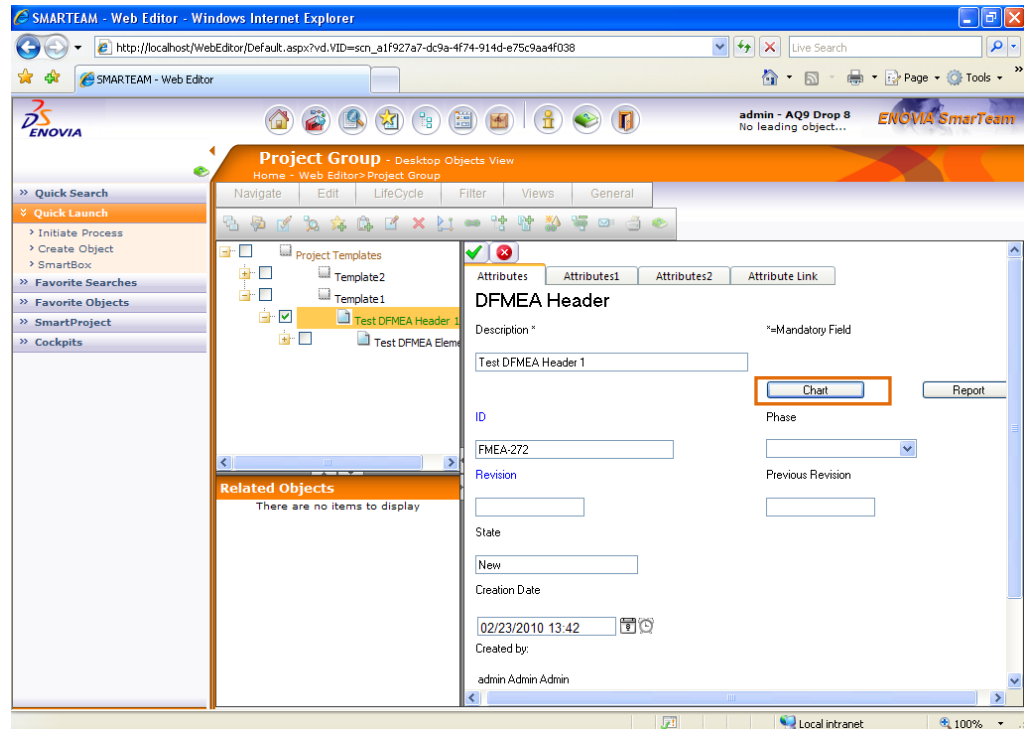 SMARTEAM - Web Editor - Windows Internet Explorer
http://localhost/WebEditor/Default.aspx?vd.VID=scn_a1f927a7-dc9a-4f74-914d-e75c9aa4f038
Live Search
SMARTEAM - Web Editor
Page
Tools
»
DS
ENOVIA
admin - AQ9 Drop 8
No leading object...
ENOVIA SmarTeam
Project Group - Desktop Objects View
Home - Web Editor>Project Group
Quick Search
Quick Launch
Initiate Process
Create Object
SmartBox
Favorite Searches
Favorite Objects
SmartProject
Cockpits
Navigate Edit LifeCycle Filter Views General
Project Templates
Template2
Template1
Test DFMEA Header 1
Test DFMEA Eleme
Related Objects
There are no items to display
Attributes Attributes1 Attributes2 Attribute Link
DFMEA Header
Description * *=Mandatory Field
Test DFMEA Header 1
Chart Report
ID Phase
FMEA-272
Revision Previous Revision
State
New
Creation Date
02/23/2010 13:42
Created by:
admin Admin Admin
Local intranet 100%